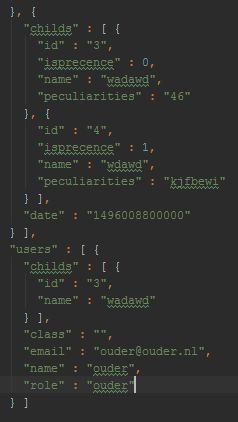 }, {
"childs" : [ {
"id" : "3",
"isprecence" : 0,
"name" : "wadawd",
"peculiarities" : "46"
}, {
"id" : "4",
"isprecence" : 1,
"name" : "wdawd",
"peculiarities" : "kjfbewi"
} ],
"date" : "1496008800000"
} ],
"users" : [ {
"childs" : [ {
"id" : "3",
"name" : "wadawd"
} ],
"class" : "",
"email" : "ouder@ouder.nl",
"name" : "ouder",
"role" : "ouder"
} ]